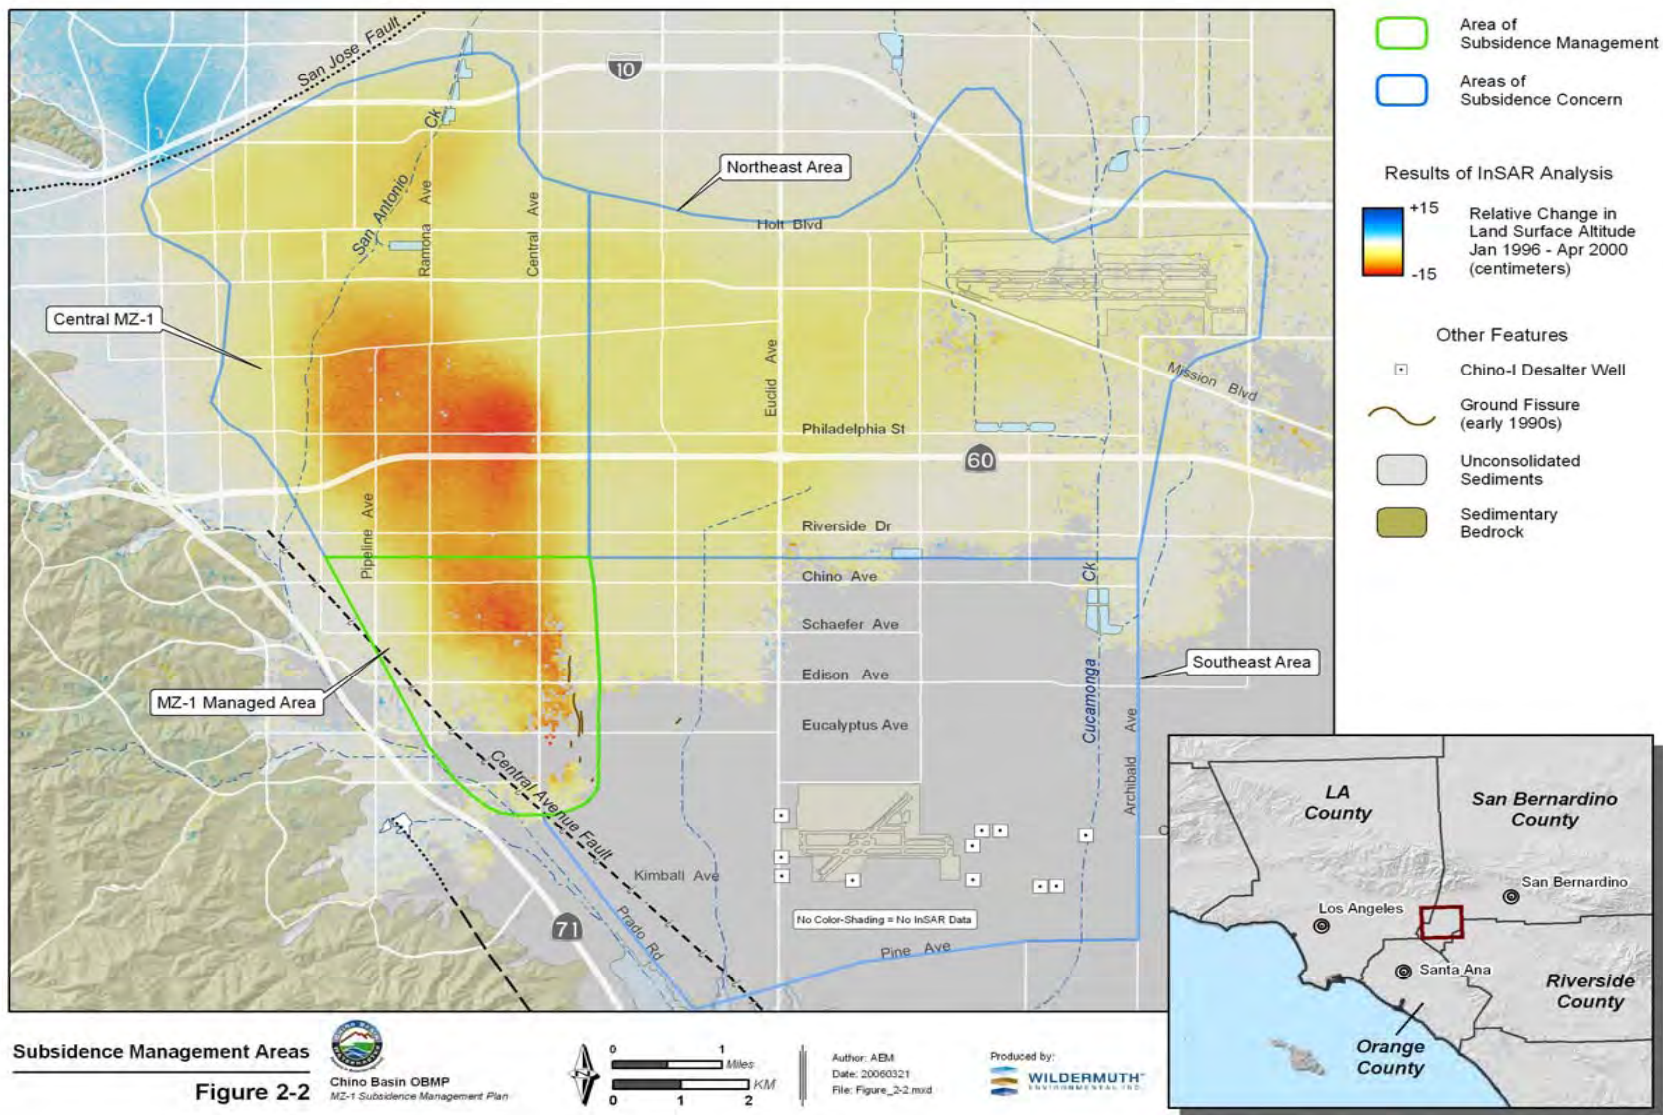 San Jose Fault
10
Northeast Area
San Antonio
Ck
Ramona Ave
Central Ave
Holt Blvd
Central MZ-1
Euclid Ave
Mission Blvd
Philadelphia St
60
Pipeline Ave
Riverside Dr
Chino Ave
Schaefer Ave
Edison Ave
Eucalyptus Ave
Cucamonga
Ck
Southeast Area
Archibald Ave
MZ-1 Managed Area
Central Avenue Fault
Kimball Ave
Prado Rd
71
No Color-Shading = No InSAR Data
Pine Ave
Area of
Subsidence Management
Areas of
Subsidence Concern
Results of InSAR Analysis
+15
-15
Relative Change in
Land Surface Altitude
Jan 1996 - Apr 2000
(centimeters)
Other Features
Chino-I Desalter Well
Ground Fissure
(early 1990s)
Unconsolidated
Sediments
Sedimentary
Bedrock
LA
County
San Bernardino
County
San Bernardino
Los Angeles
Santa Ana
Riverside
County
Orange
County
Subsidence Management Areas
Figure 2-2
Chino Basin OBMP
MZ-1 Subsidence Management Plan
0 1
Miles
KM
0 1 2
Author: AEM
Date: 20060321
File: Figure_2-2.mxd
Produced by:
WILDERMUTH™
ENVIRONMENTAL INC.